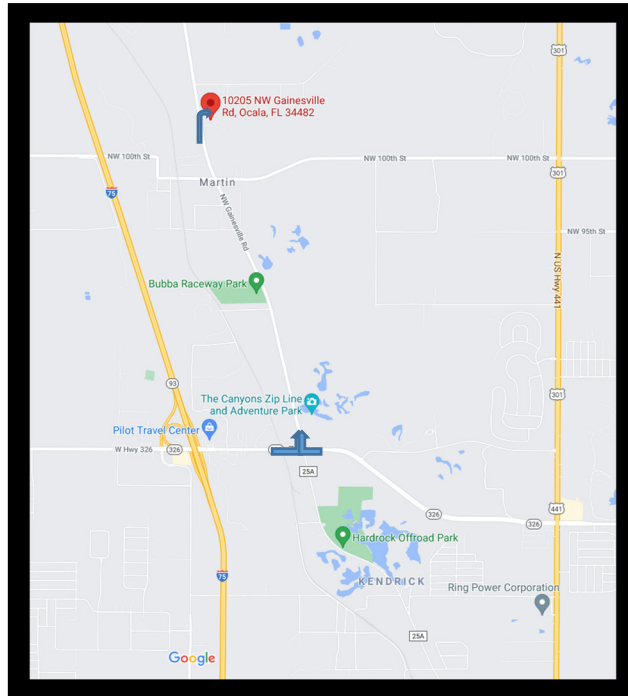 301
10205 NW Gainesville
Rd, Ocala, FL 34482
NW 100th St
NW 100th St
NW 100th St
301
75
Martin
NW Gainesville Rd
NW 95th St
N US Hwy 441
Bubba Raceway Park
93
301
The Canyons Zip Line
and Adventure Park
Pilot Travel Center
W Hwy 326
326
25A
441
326
326
Hardrock Offroad Park
75
KENDRICK
Ring Power Corporation
25A
Google